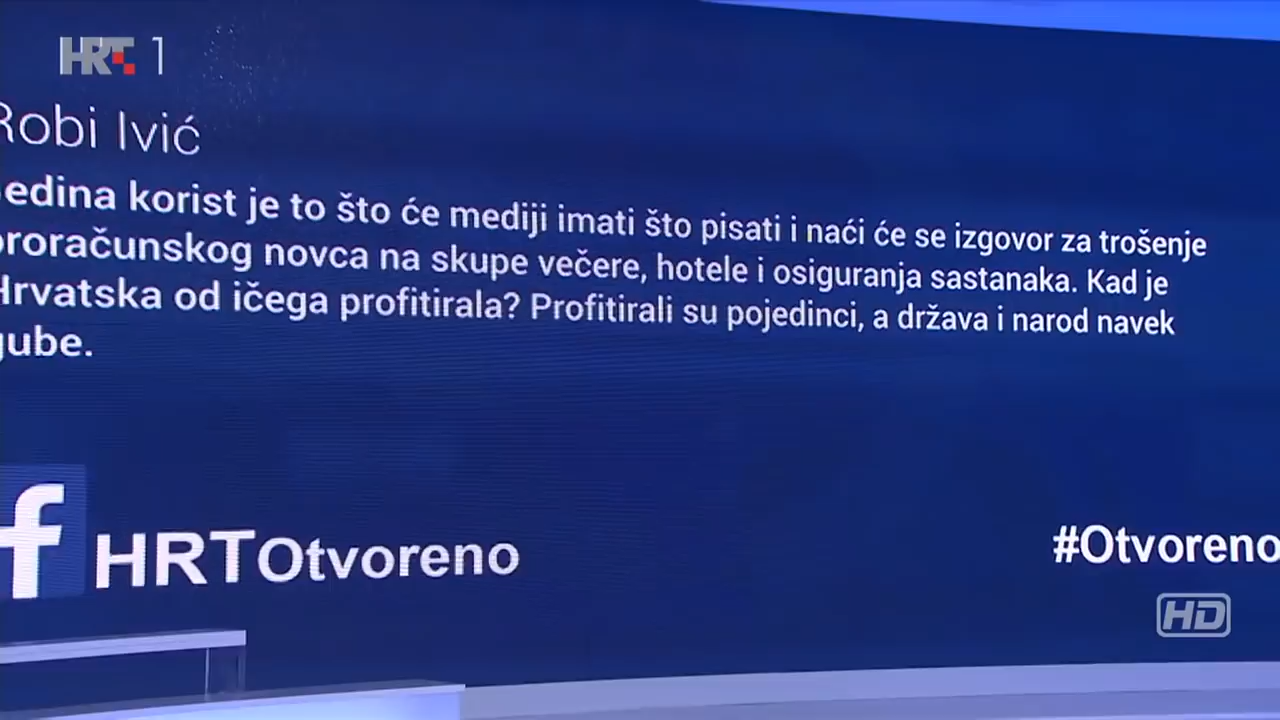 HRT 1
Robi Ivić
Jedina korist je to što će mediji imati što pisati i naći će se izgovor za trošenje
proračunskog novca na skupe večere, hotele i osiguranja sastanaka. Kad je
Hrvatska od ičega profitirala? Profitirali su pojedinci, a država i narod navek
gube.
f HRTOtvoreno
#Otvoreno
HD